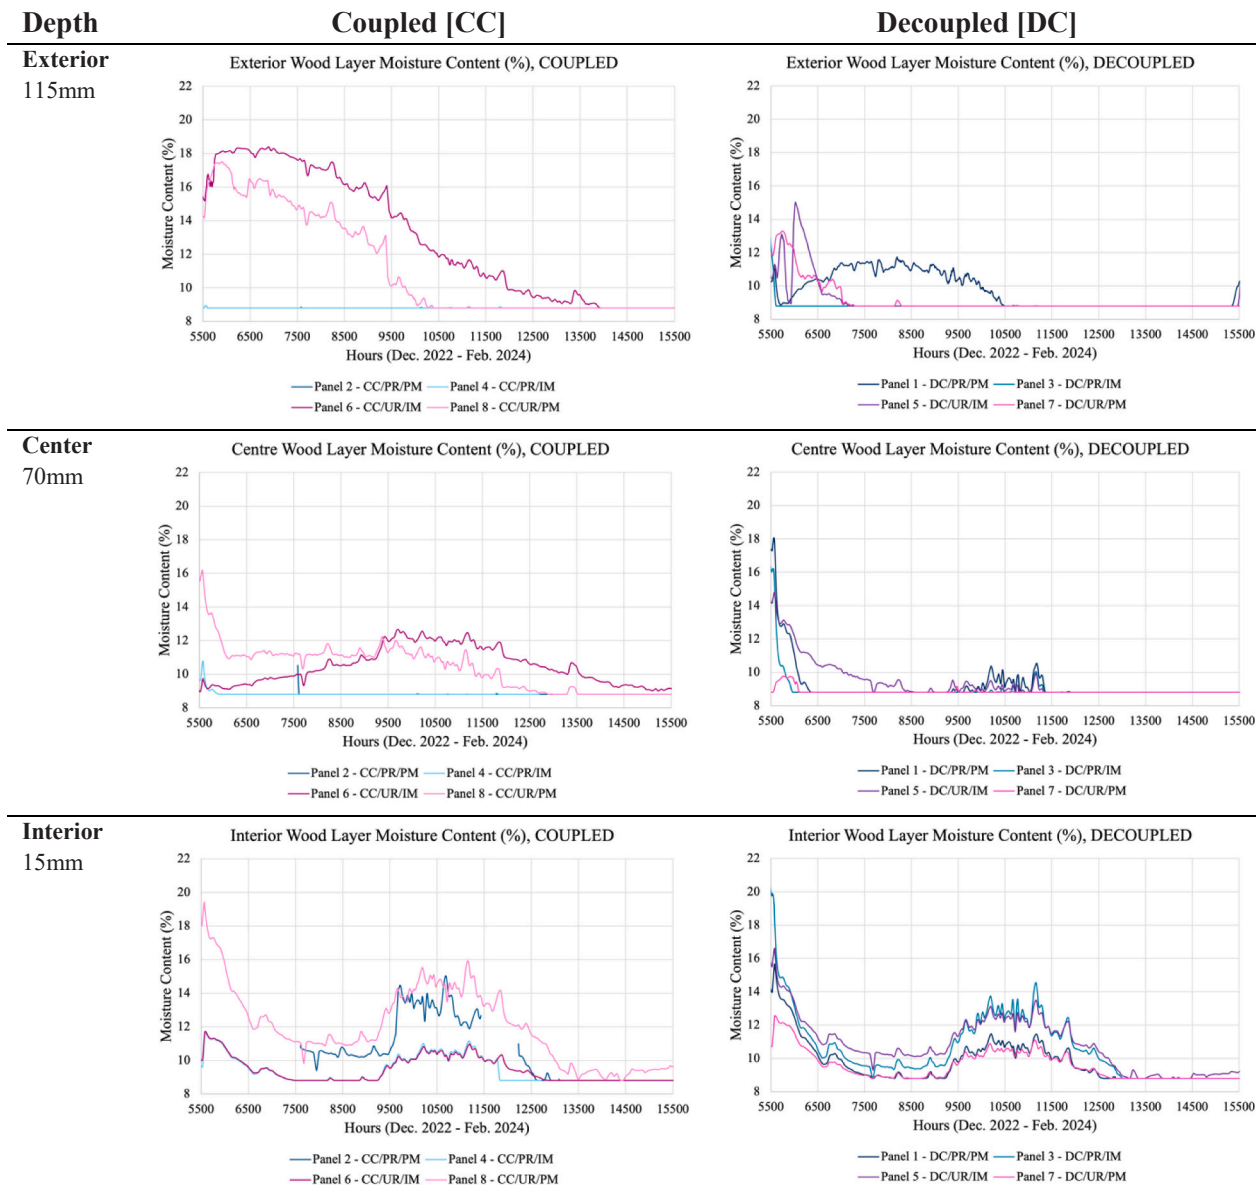 Depth Coupled [CC] Decoupled [DC]
Exterior
115mm
Exterior Wood Layer Moisture Content (%), COUPLED
Moisture Content (%)
22
20
18
16
14
12
10
8
5500 6500 7500 8500 9500 10500 11500 12500 13500 14500 15500
Hours (Dec. 2022 - Feb. 2024)
Panel 2 - CC/PR/PM Panel 4 - CC/PR/IM
Panel 6 - CC/UR/IM Panel 8 - CC/UR/PM
Exterior Wood Layer Moisture Content (%), DECOUPLED
Moisture Content (%)
22
20
18
16
14
12
10
8
5500 6500 7500 8500 9500 10500 11500 12500 13500 14500 15500
Hours (Dec. 2022 - Feb. 2024)
Panel 1 - DC/PR/PM Panel 3 - DC/PR/IM
Panel 5 - DC/UR/IM Panel 7 - DC/UR/PM
Center
70mm
Centre Wood Layer Moisture Content (%), COUPLED
Moisture Content (%)
22
20
18
16
14
12
10
8
5500 6500 7500 8500 9500 10500 11500 12500 13500 14500 15500
Hours (Dec. 2022 - Feb. 2024)
Panel 2 - CC/PR/PM Panel 4 - CC/PR/IM
Panel 6 - CC/UR/IM Panel 8 - CC/UR/PM
Centre Wood Layer Moisture Content (%), DECOUPLED
Moisture Content (%)
22
20
18
16
14
12
10
8
5500 6500 7500 8500 9500 10500 11500 12500 13500 14500 15500
Hours (Dec. 2022 - Feb. 2024)
Panel 1 - DC/PR/PM Panel 3 - DC/PR/IM
Panel 5 - DC/UR/IM Panel 7 - DC/UR/PM
Interior
15mm
Interior Wood Layer Moisture Content (%), COUPLED
Moisture Content (%)
22
20
18
16
14
12
10
8
5500 6500 7500 8500 9500 10500 11500 12500 13500 14500 15500
Hours (Dec. 2022 - Feb. 2024)
Panel 2 - CC/PR/PM Panel 4 - CC/PR/IM
Panel 6 - CC/UR/IM Panel 8 - CC/UR/PM
Interior Wood Layer Moisture Content (%), DECOUPLED
Moisture Content (%)
22
20
18
16
14
12
10
8
5500 6500 7500 8500 9500 10500 11500 12500 13500 14500 15500
Hours (Dec. 2022 - Feb. 2024)
Panel 1 - DC/PR/PM Panel 3 - DC/PR/IM
Panel 5 - DC/UR/IM Panel 7 - DC/UR/PM